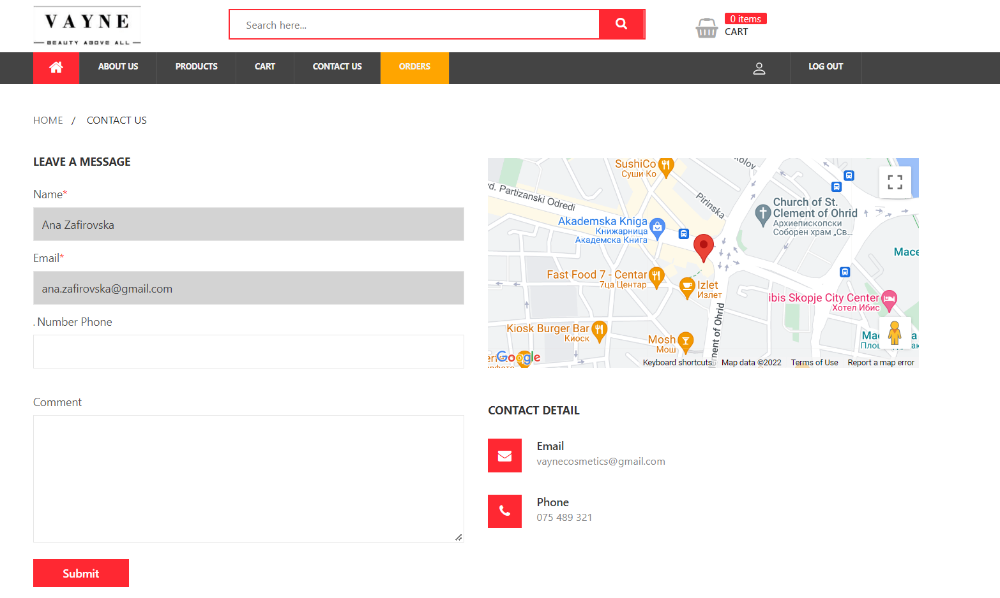 VAYNE
BEAUTY ABOVE ALL
Search here...
0 items
CART
ABOUT US
PRODUCTS
CART
CONTACT US
ORDERS
LOG OUT
HOME / CONTACT US
LEAVE A MESSAGE
Name*
Ana Zafirovska
Email*
ana.zafirovska@gmail.com
. Number Phone
Comment
Submit
SushiCo
Суши Ко
Partizanski Odredi
Pirinska
Church of St.
Clement of Ohrid
Архиепископски
Соборен храм „Св...
Akademska Kniga
Книжарница
Академска Книга
Mace
Fast Food 7 - Centar
7ца Центар
Izlet
Излет
ibis Skopje City Center
Хотел Ибис
Kiosk Burger Bar
Киоск
Mosh
Мош
lement of Ohrid
Google
Keyboard shortcuts
Map data ©2022
Terms of Use
Report a map error
CONTACT DETAIL
Email
vaynecosmetics@gmail.com
Phone
075 489 321